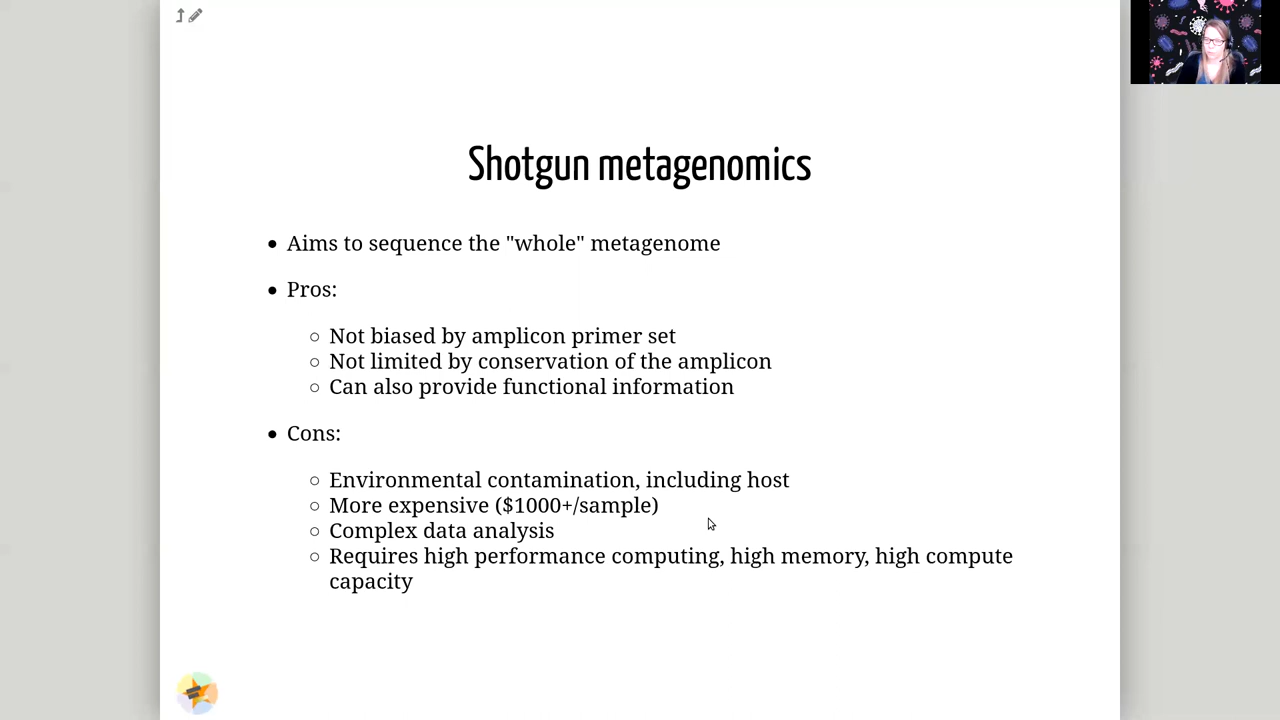 Shotgun metagenomics
Aims to sequence the "whole" metagenome
Pros:
Not biased by amplicon primer set
Not limited by conservation of the amplicon
Can also provide functional information
Cons:
Environmental contamination, including host
More expensive ($1000+/sample)
Complex data analysis
Requires high performance computing, high memory, high compute
capacity